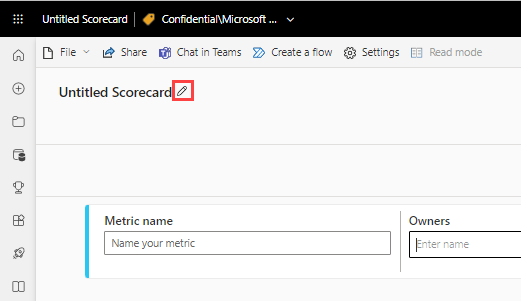 Untitled Scorecard Confidential\Microsoft ...
File Share Chat in Teams Create a flow Settings Read mode
Untitled Scorecard
Metric name Owners
Name your metric Enter name